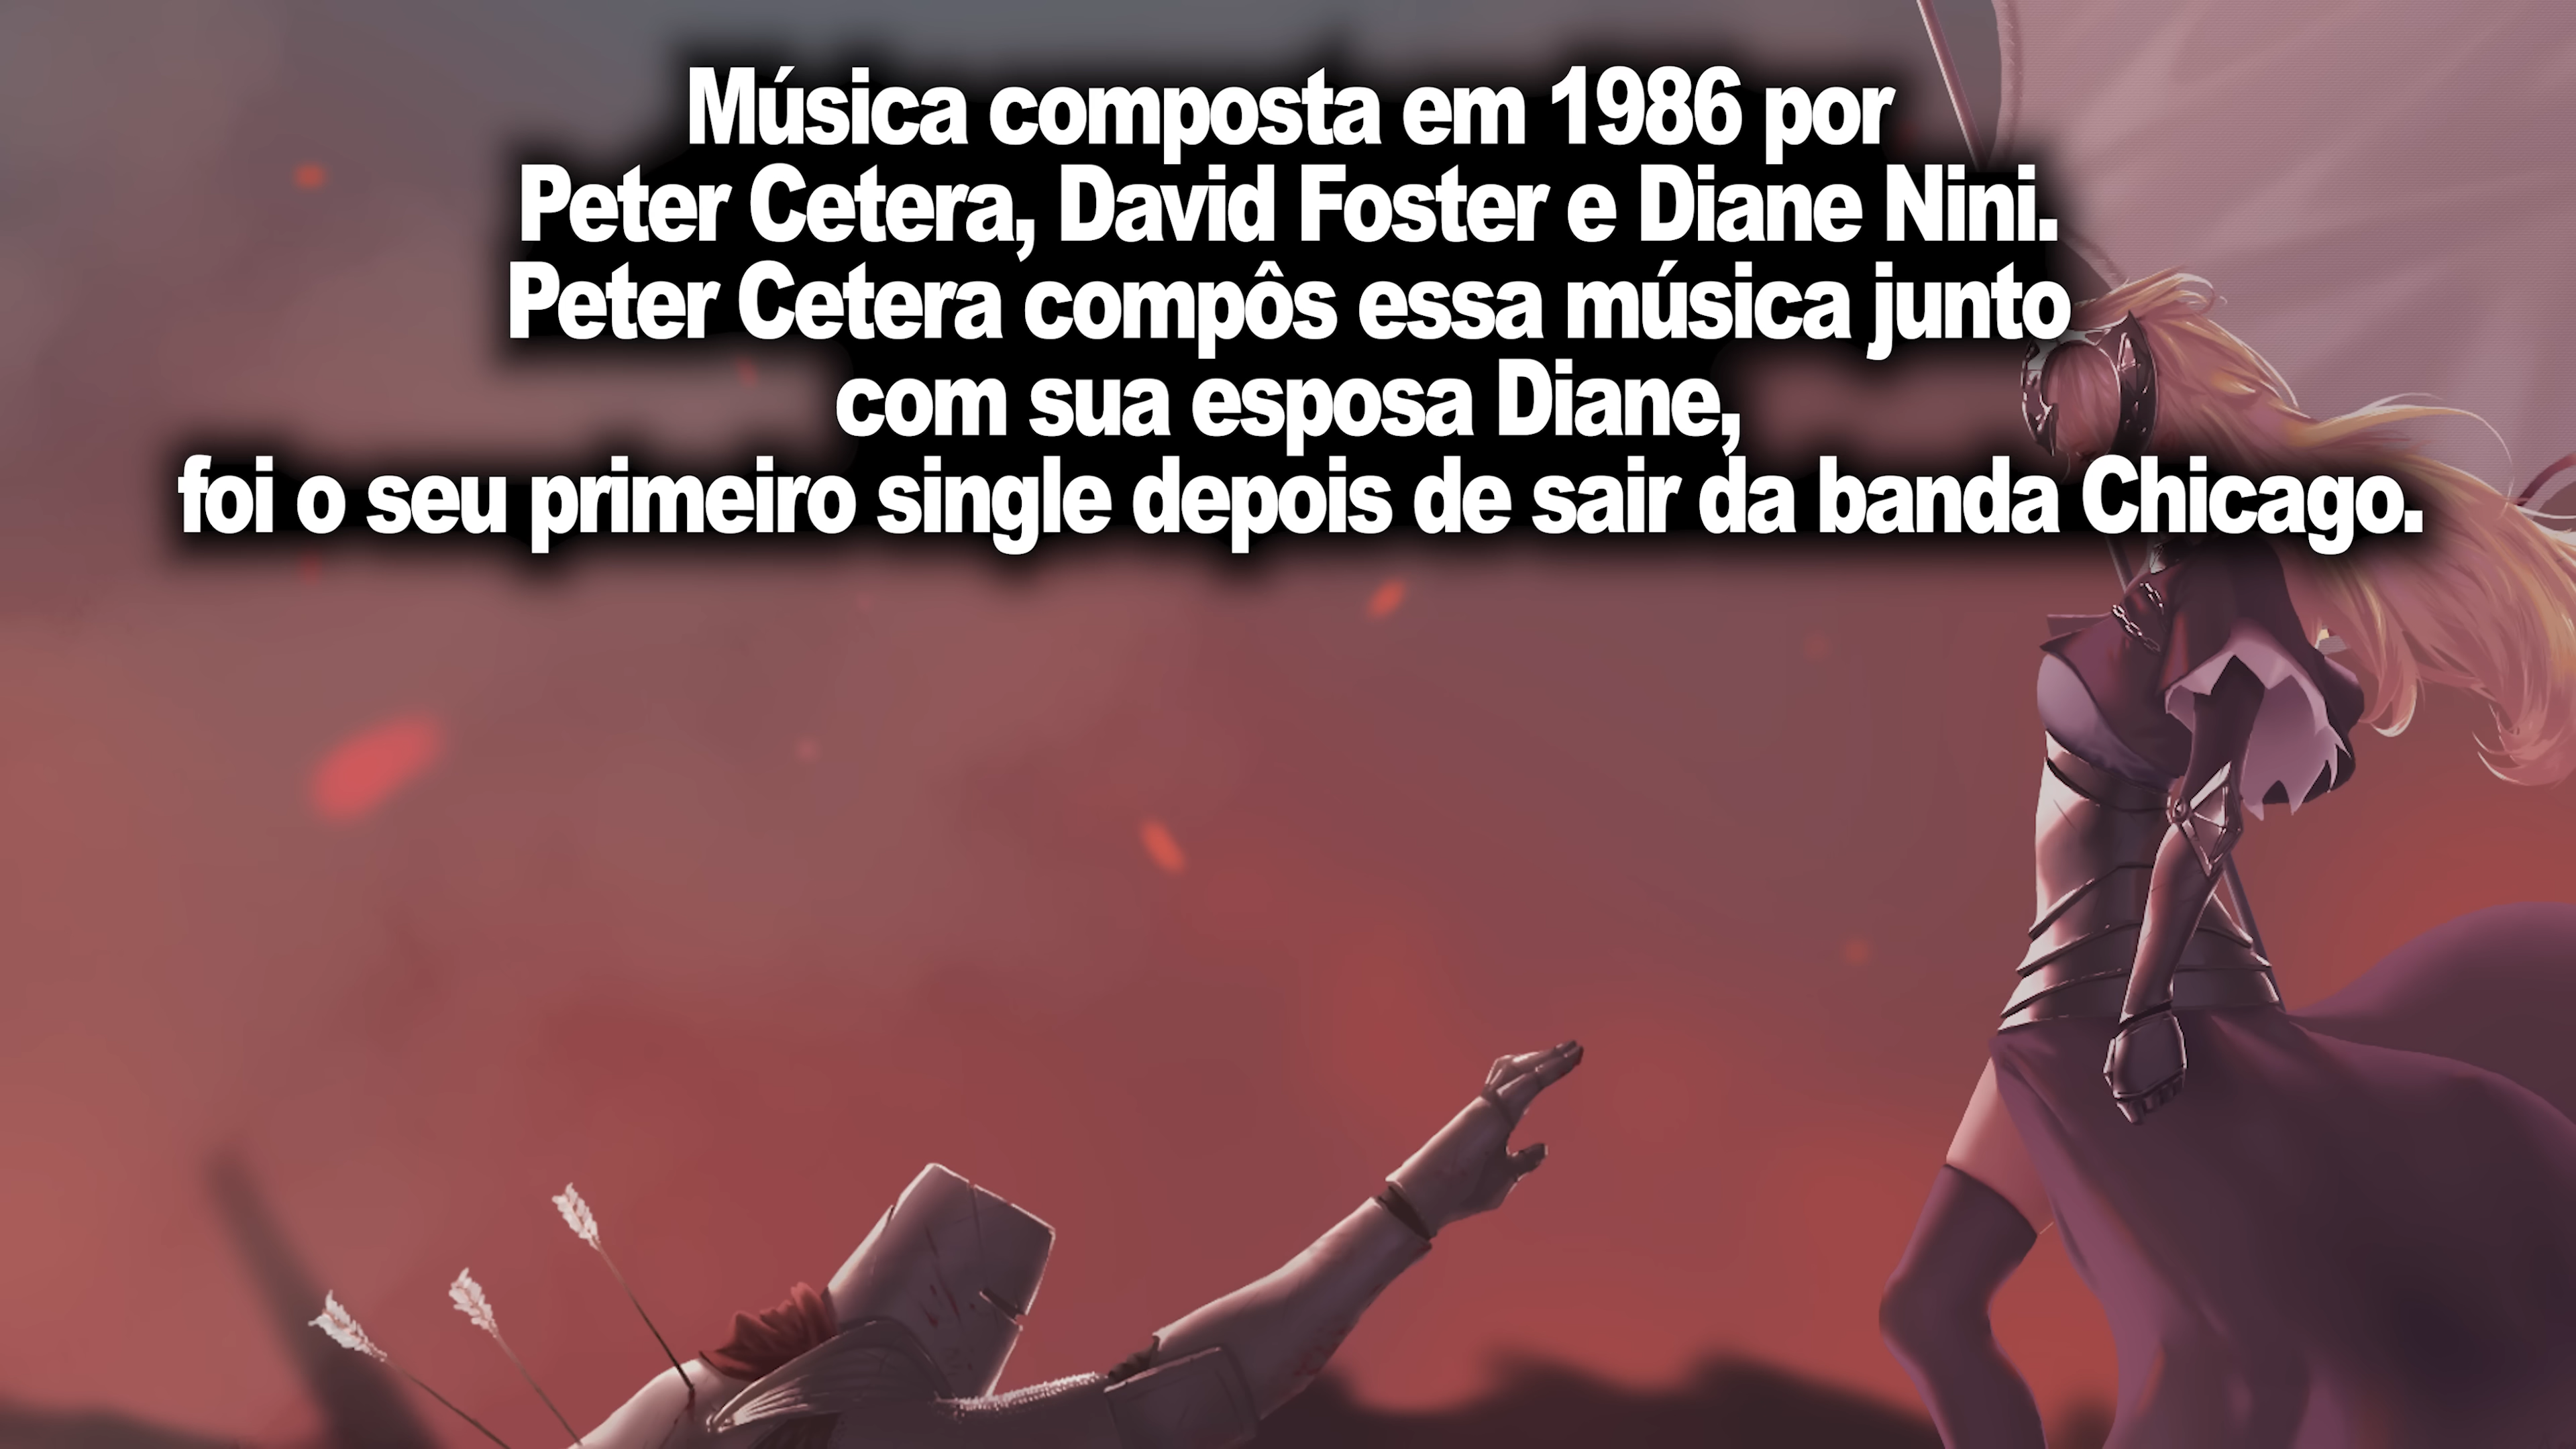 Música composta em 1986 por
Peter Cetera, David Foster e Diane Nini.
Peter Cetera compôs essa música junto
com sua esposa Diane,
foi o seu primeiro single depois de sair da banda Chicago.